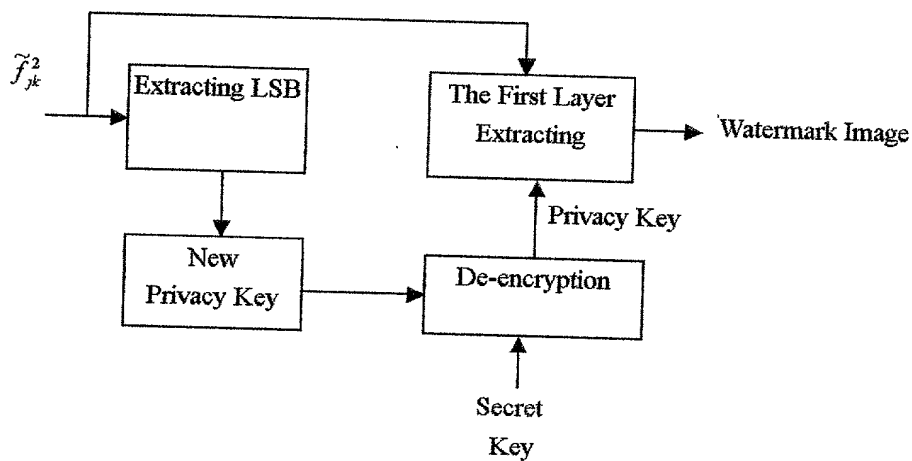 f̃²ⱼₖ
Extracting LSB
The First Layer
Extracting
Watermark Image
Privacy Key
New
Privacy Key
De-encryption
Secret
Key